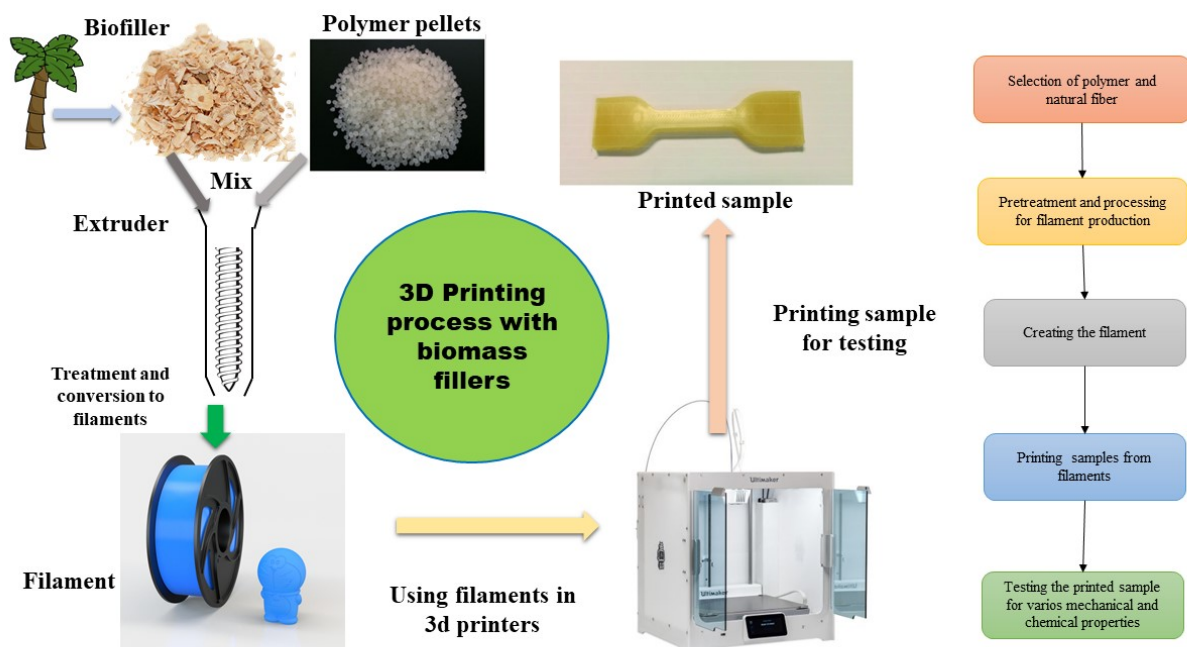 Biofiller
Polymer pellets
Mix
Extruder
Treatment and
conversion to
filaments
Filament
3D Printing
process with
biomass
fillers
Using filaments in
3d printers
Ultimaker
Ultimaker
Printing sample
for testing
Printed sample
Selection of polymer and
natural fiber
Pretreatment and processing
for filament production
Creating the filament
Printing samples from
filaments
Testing the printed sample
for varios mechanical and
chemical properties